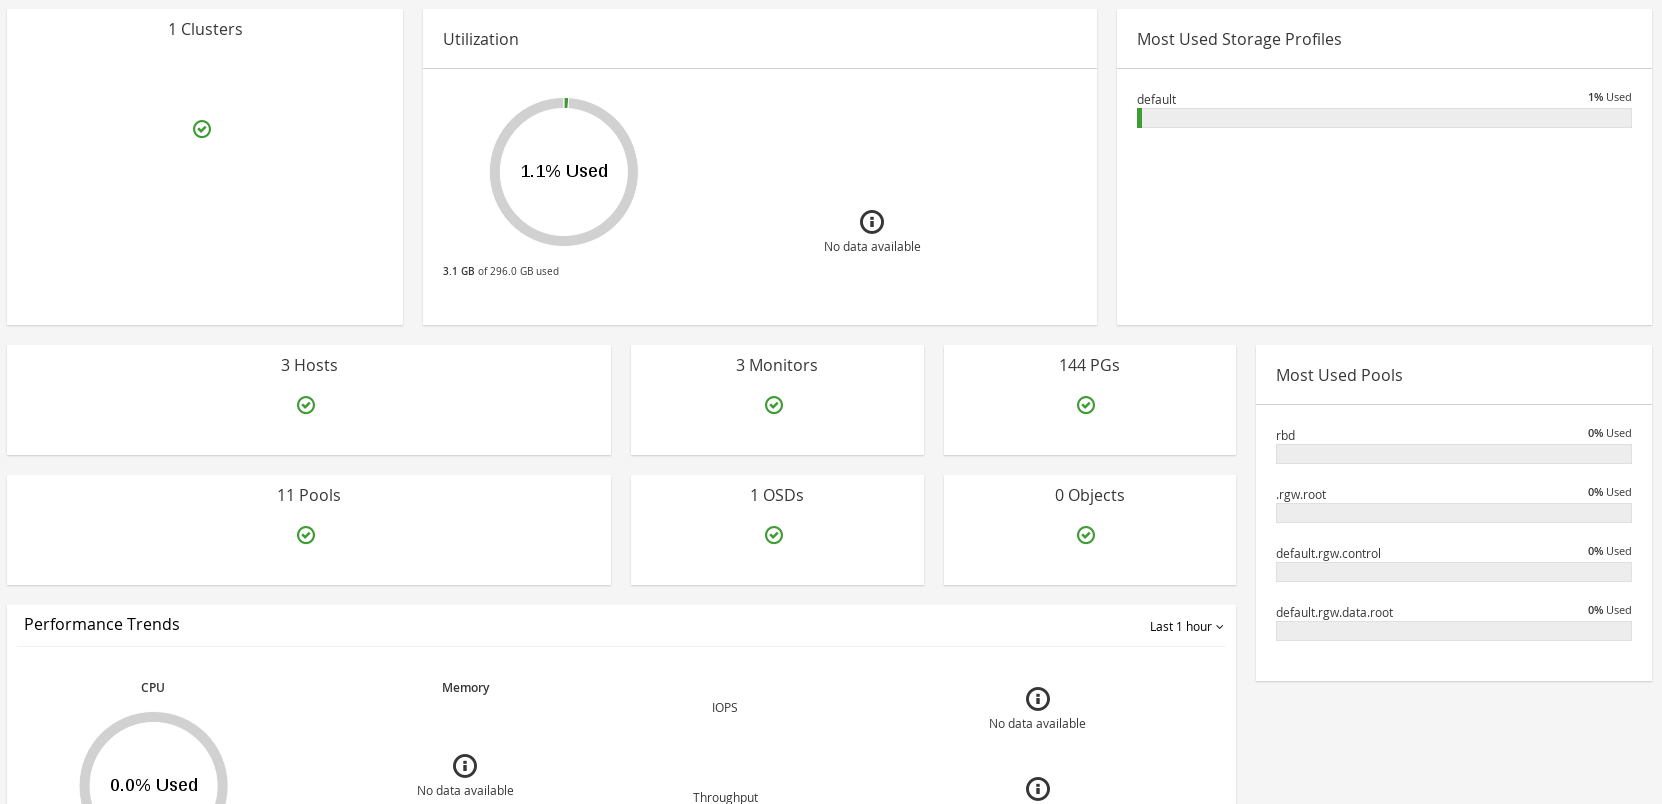 1 Clusters
Utilization
1.1% Used
3.1 GB of 296.0 GB used
No data available
Most Used Storage Profiles
default
1% Used
3 Hosts
3 Monitors
144 PGs
11 Pools
1 OSDs
0 Objects
Most Used Pools
rbd
0% Used
.rgw.root
0% Used
default.rgw.control
0% Used
default.rgw.data.root
0% Used
Performance Trends
Last 1 hour
CPU
0.0% Used
Memory
No data available
IOPS
No data available
Throughput